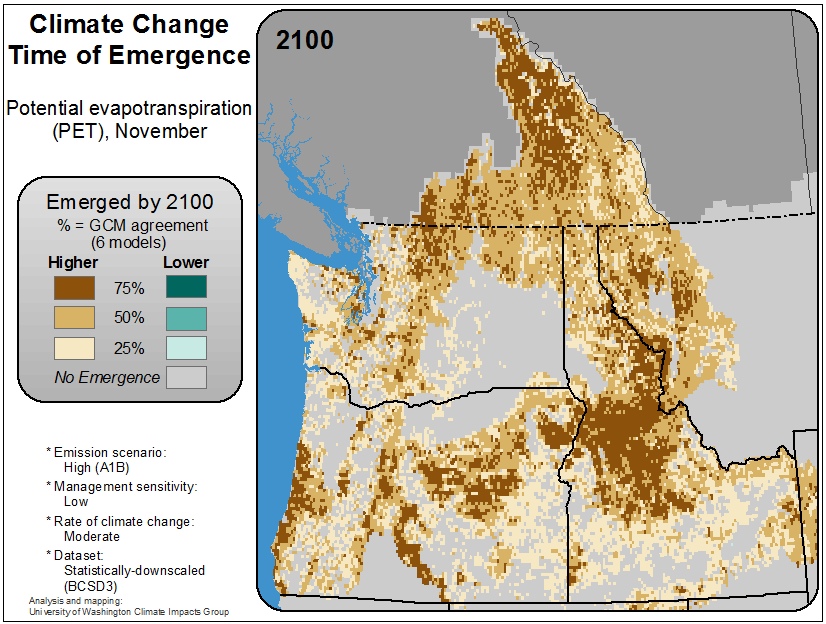 Climate Change
Time of Emergence
Potential evapotranspiration
(PET), November
Emerged by 2100
% = GCM agreement
(6 models)
Higher Lower
75%
50%
25%
No Emergence
* Emission scenario:
High (A1B)
* Management sensitivity:
Low
* Rate of climate change:
Moderate
* Dataset:
Statistically-downscaled
(BCSD3)
Analysis and mapping:
University of Washington Climate Impacts Group
2100